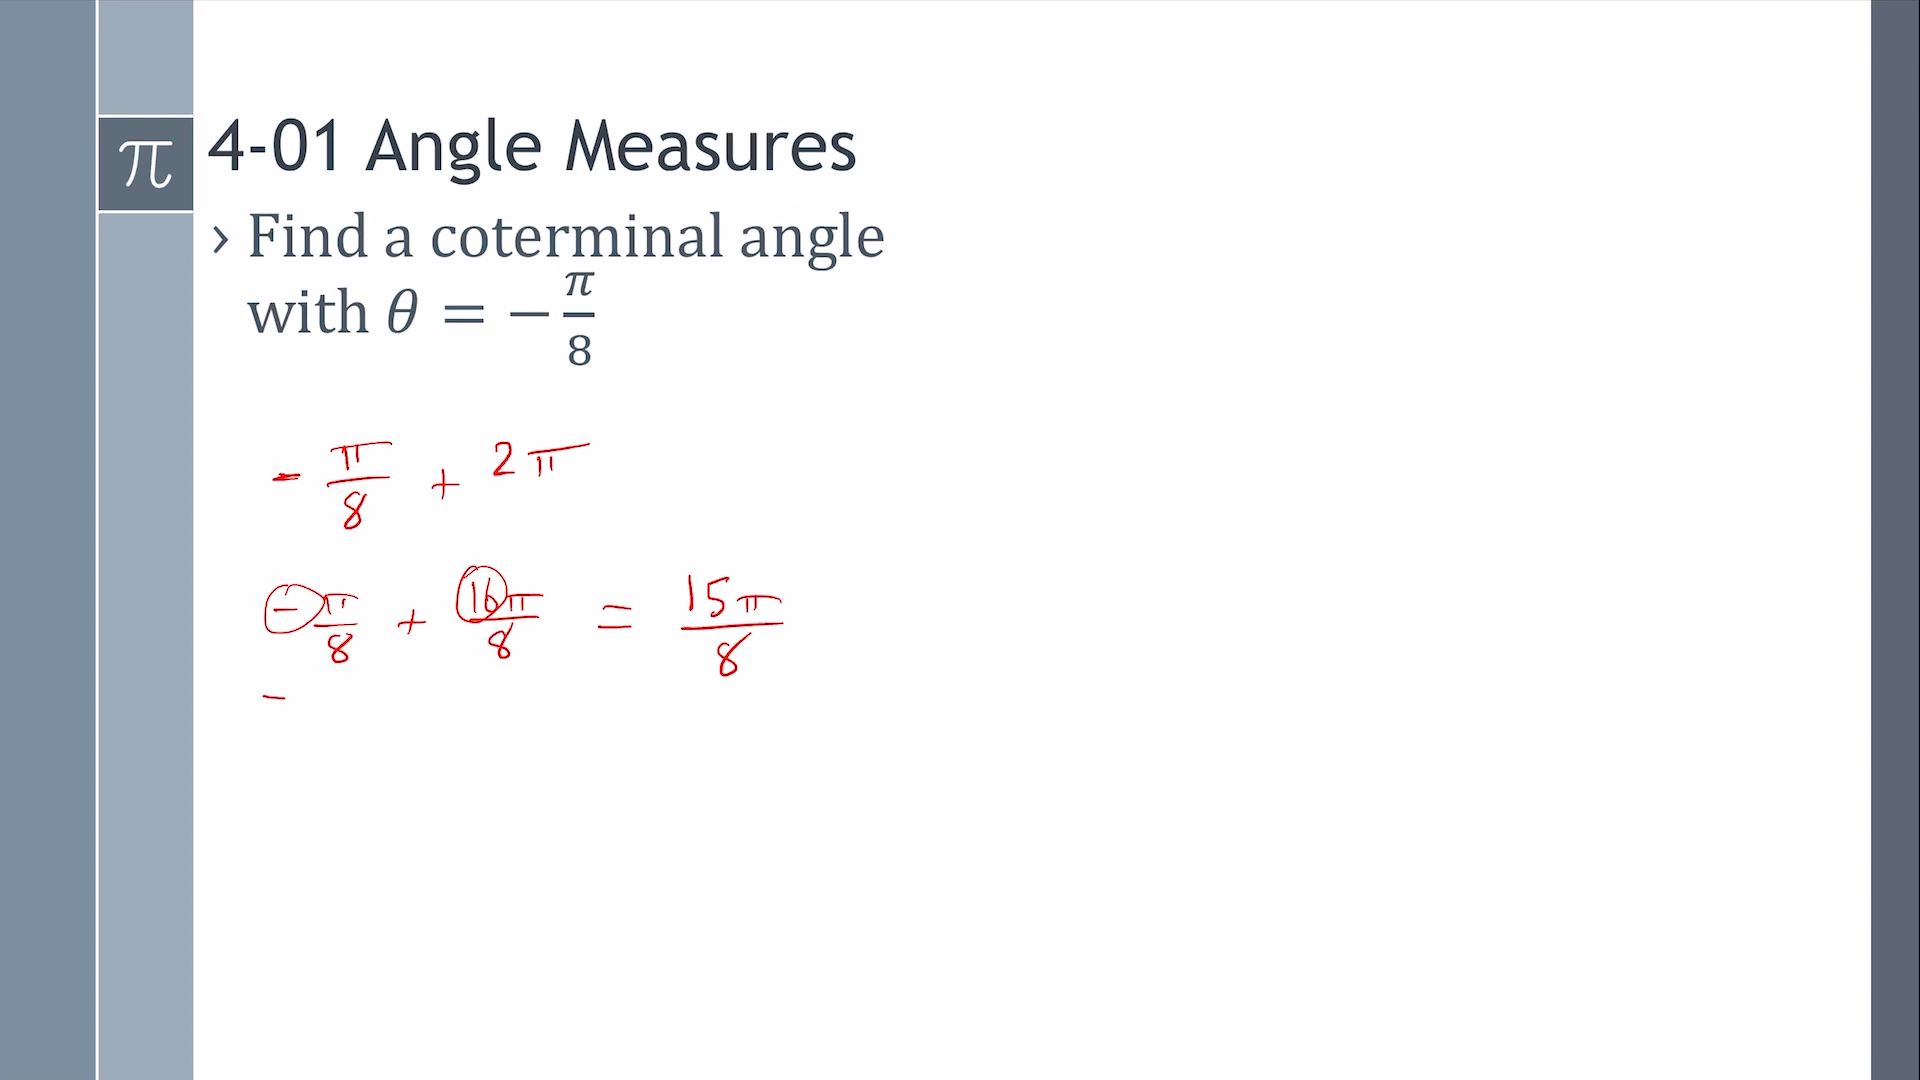 π 4-01 Angle Measures
› Find a coterminal angle
with θ = −π/8
- π/8 + 2π
- π/8 + 16π/8 = 15π/8
-